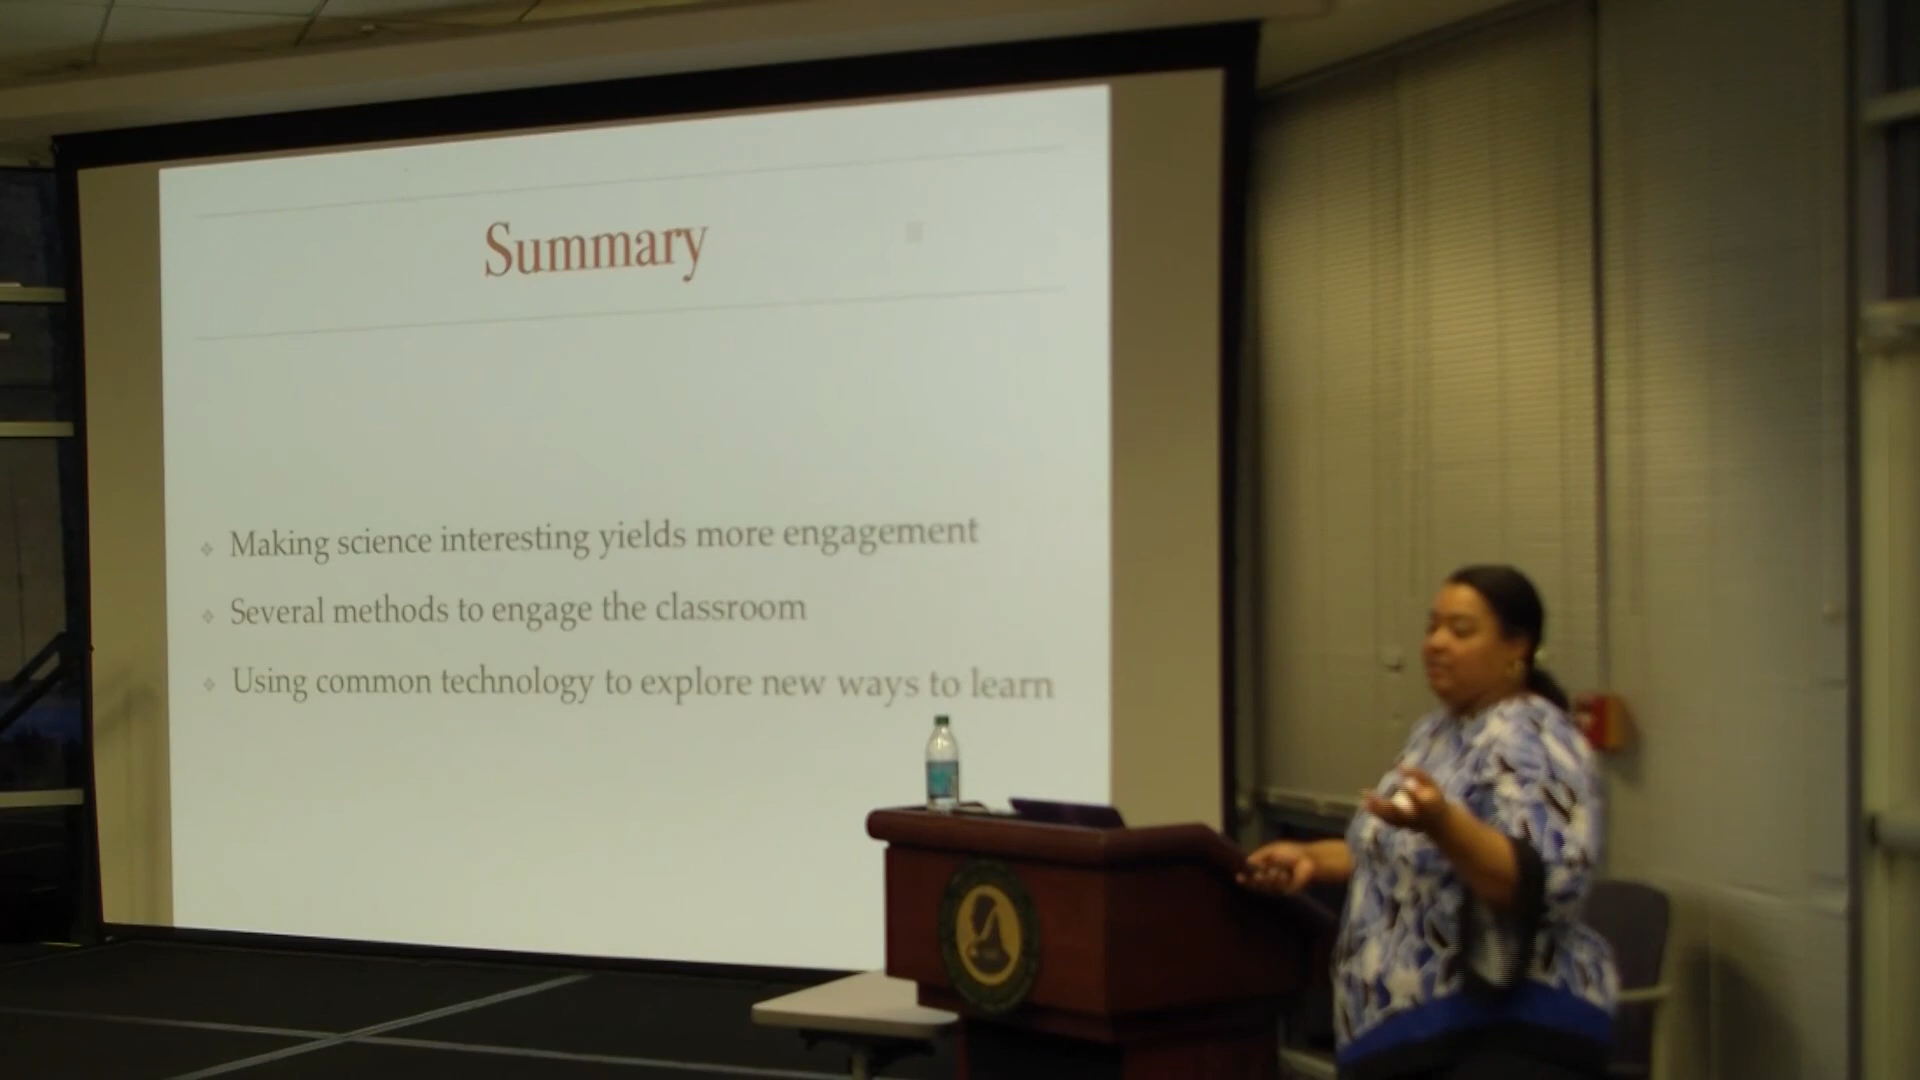 Summary
Making science interesting yields more engagement
Several methods to engage the classroom
Using common technology to explore new ways to learn